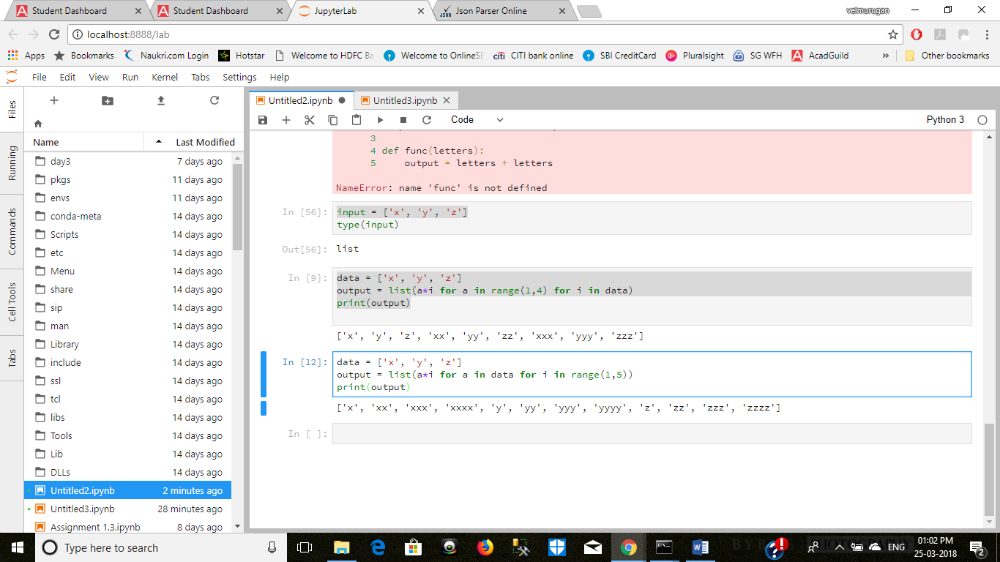 Student Dashboard
Student Dashboard
JupyterLab
Json Parser Online
velmurugan
localhost:8888/lab
Apps Bookmarks Naukri.com Login Hotstar Welcome to HDFC Ba Welcome to OnlineSB CITI bank online SBI CreditCard Pluralsight SG WFH AcadGuild » Other bookmarks
File Edit View Run Kernel Tabs Settings Help
Files
Running
Commands
Cell Tools
Tabs
Name Last Modified
day3 7 days ago
pkgs 11 days ago
envs 11 days ago
conda-meta 14 days ago
Scripts 14 days ago
etc 14 days ago
Menu 14 days ago
share 14 days ago
sip 14 days ago
man 14 days ago
Library 14 days ago
include 14 days ago
ssl 14 days ago
tcl 14 days ago
libs 14 days ago
Tools 14 days ago
Lib 14 days ago
DLLs 14 days ago
Untitled2.ipynb 2 minutes ago
Untitled3.ipynb 28 minutes ago
Assignment 1.3.ipynb 8 days ago
Untitled2.ipynb
Untitled3.ipynb
Code
Python 3
3
4 def func(letters):
5     output = letters + letters
NameError: name 'func' is not defined
In [56]: input = ['x', 'y', 'z']
type(input)
Out[56]: list
In [9]: data = ['x', 'y', 'z']
output = list(a*i for a in range(1,4) for i in data)
print(output)
['x', 'y', 'z', 'xx', 'yy', 'zz', 'xxx', 'yyy', 'zzz']
In [12]: data = ['x', 'y', 'z']
output = list(a*i for a in data for i in range(1,5))
print(output)
['x', 'xx', 'xxx', 'xxxx', 'y', 'yy', 'yyy', 'yyyy', 'z', 'zz', 'zzz', 'zzzz']
In [ ]:
Type here to search
PHOTOGRAPHY
ENG
01:02 PM
25-03-2018
2